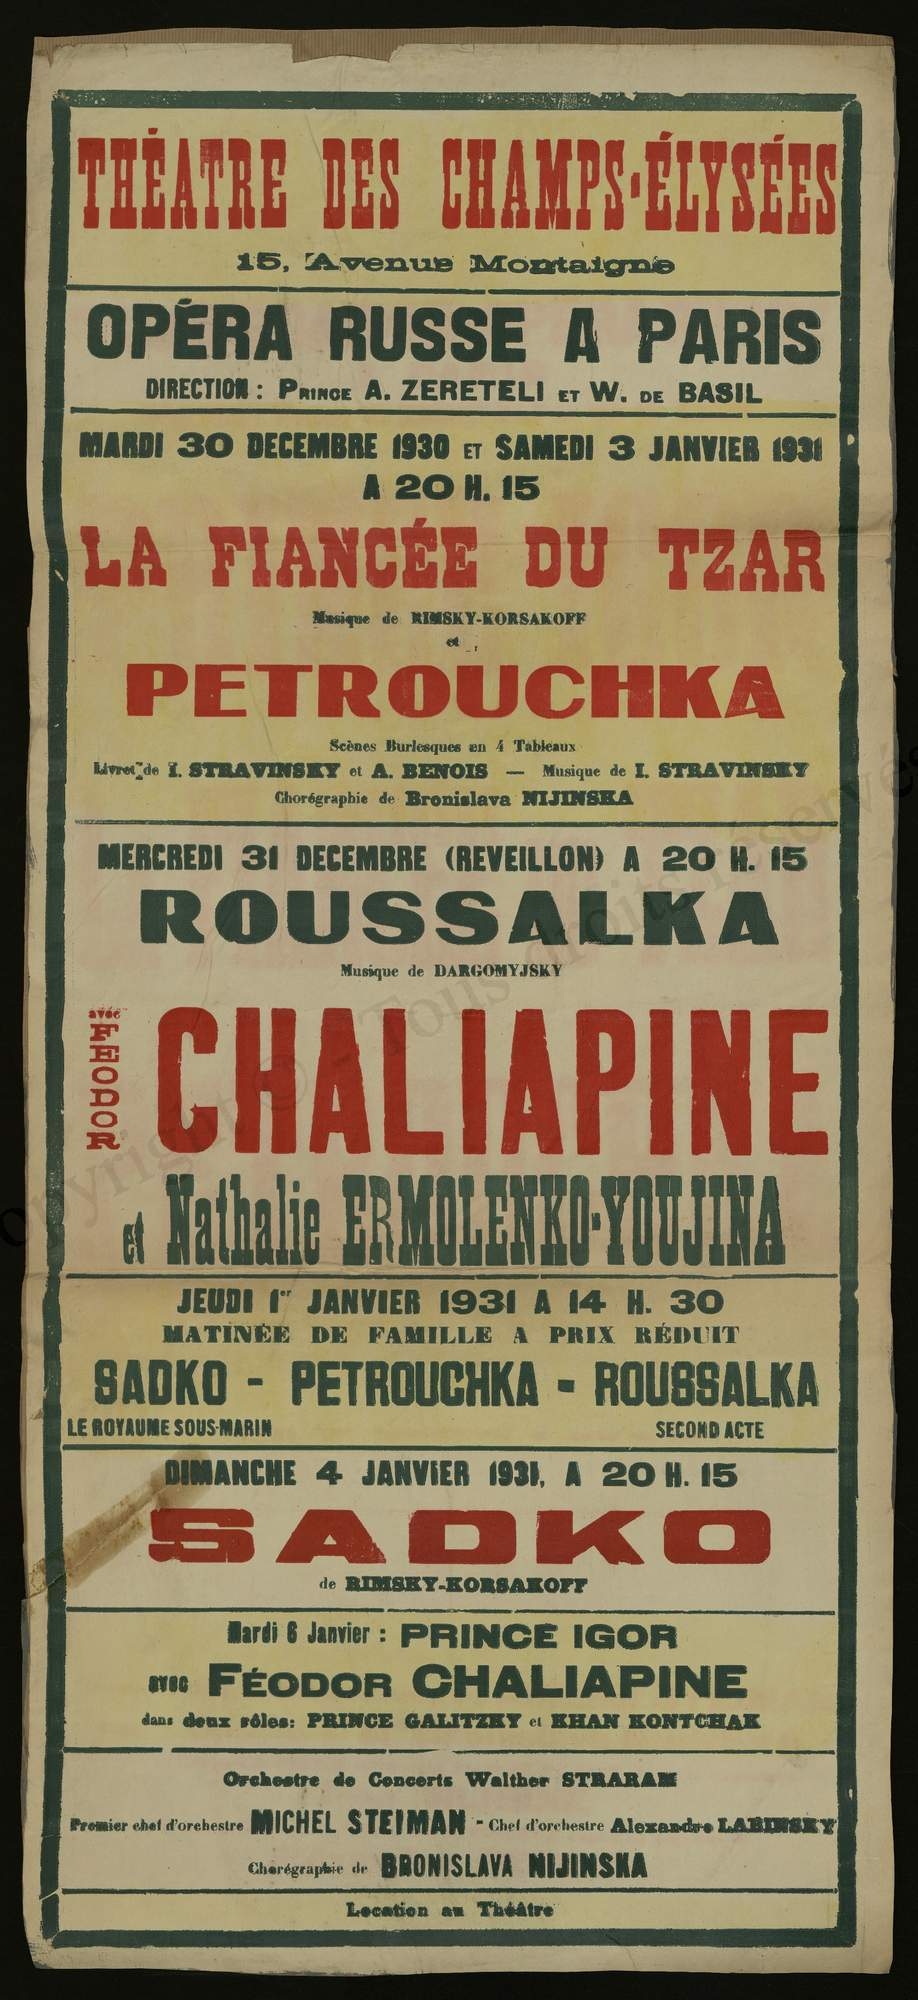 THÉATRE DES CHAMPS-ÉLYSÉES
15, Avenue Montaigne
OPÉRA RUSSE A PARIS
DIRECTION : PRINCE A. ZERETELI ET W. DE BASIL
MARDI 30 DECEMBRE 1930 ET SAMEDI 3 JANVIER 1931
A 20 H. 15
LA FIANCÉE DU TZAR
Musique de RIMSKY-KORSAKOFF
et
PETROUCHKA
Scènes Burlesques en 4 Tableaux
Livret de I. STRAVINSKY et A. BENOIS — Musique de I. STRAVINSKY
Chorégraphie de Bronislava NIJINSKA
MERCREDI 31 DECEMBRE (REVEILLON) A 20 H. 15
ROUSSALKA
Musique de DARGOMYJSKY
avec FEODOR CHALIAPINE
et Nathalie ERMOLENKO-YOUJINA
JEUDI 1er JANVIER 1931 A 14 H. 30
MATINÉE DE FAMILLE A PRIX RÉDUIT
SADKO - PETROUCHKA - ROUSSALKA
LE ROYAUME SOUS-MARIN SECOND ACTE
DIMANCHE 4 JANVIER 1931, A 20 H. 15
SADKO
de RIMSKY-KORSAKOFF
Mardi 6 Janvier : PRINCE IGOR
avec FÉODOR CHALIAPINE
dans deux rôles: PRINCE GALITZKY et KHAN KONTCHAK
Orchestre de Concerts Walther STRARAM
Premier chef d'orchestre MICHEL STEIMAN - Chef d'orchestre Alexandre LABINSKY
Chorégraphie de BRONISLAVA NIJINSKA
Location au Théâtre
opyright © - Tous droits réservés